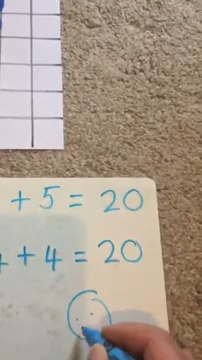 + 5 = 20
+ 4 = 20